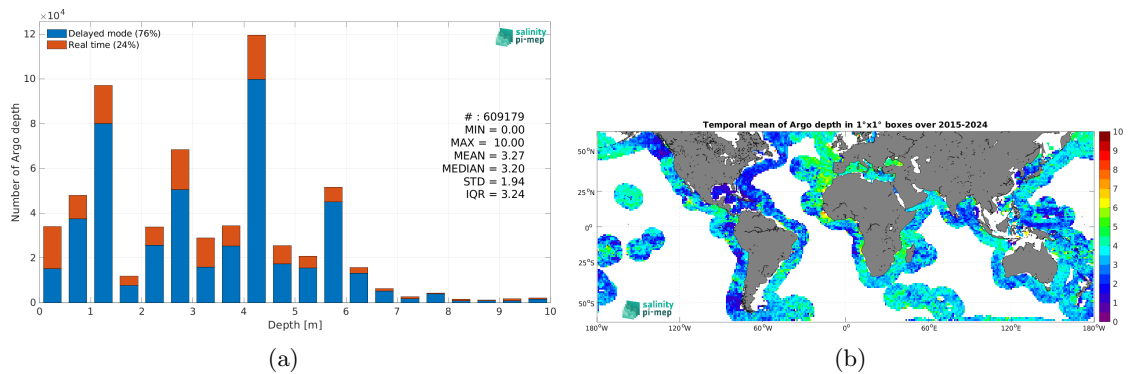 ×10⁴
Delayed mode (76%)
Real time (24%)
salinity
pi-mep
12
10
8
6
4
2
0
Number of Argo depth
# : 609179
MIN = 0.00
MAX = 10.00
MEAN = 3.27
MEDIAN = 3.20
STD = 1.94
IQR = 3.24
0 1 2 3 4 5 6 7 8 9 10
Depth [m]
(a)
Temporal mean of Argo depth in 1°x1° boxes over 2015-2024
50°N
25°N
0°
25°S
50°S
salinity
pi-mep
180°W 120°W 60°W 0° 60°E 120°E 180°W
10
9
8
7
6
5
4
3
2
1
0
(b)